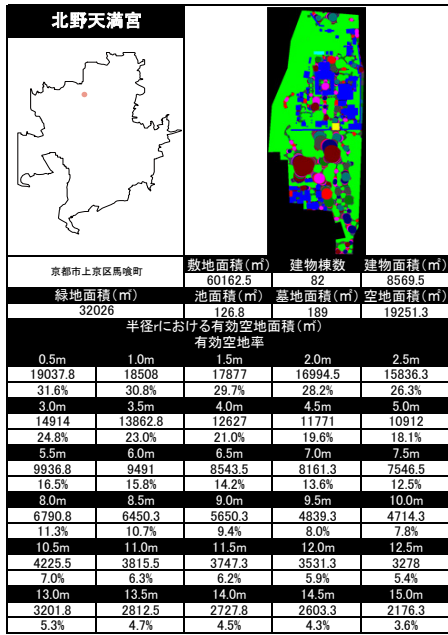 北野天満宮
京都市上京区馬喰町
敷地面積(㎡) 建物棟数 建物面積(㎡)
60162.5 82 8569.5
緑地面積(㎡) 池面積(㎡) 墓地面積(㎡) 空地面積(㎡)
32026 126.8 189 19251.3
半径rにおける有効空地面積(㎡)
有効空地率
0.5m 1.0m 1.5m 2.0m 2.5m
19037.8 18508 17877 16994.5 15836.3
31.6% 30.8% 29.7% 28.2% 26.3%
3.0m 3.5m 4.0m 4.5m 5.0m
14914 13862.8 12627 11771 10912
24.8% 23.0% 21.0% 19.6% 18.1%
5.5m 6.0m 6.5m 7.0m 7.5m
9936.8 9491 8543.5 8161.3 7546.5
16.5% 15.8% 14.2% 13.6% 12.5%
8.0m 8.5m 9.0m 9.5m 10.0m
6790.8 6450.3 5650.3 4839.3 4714.3
11.3% 10.7% 9.4% 8.0% 7.8%
10.5m 11.0m 11.5m 12.0m 12.5m
4225.5 3815.5 3747.3 3531.3 3278
7.0% 6.3% 6.2% 5.9% 5.4%
13.0m 13.5m 14.0m 14.5m 15.0m
3201.8 2812.5 2727.8 2603.3 2176.3
5.3% 4.7% 4.5% 4.3% 3.6%